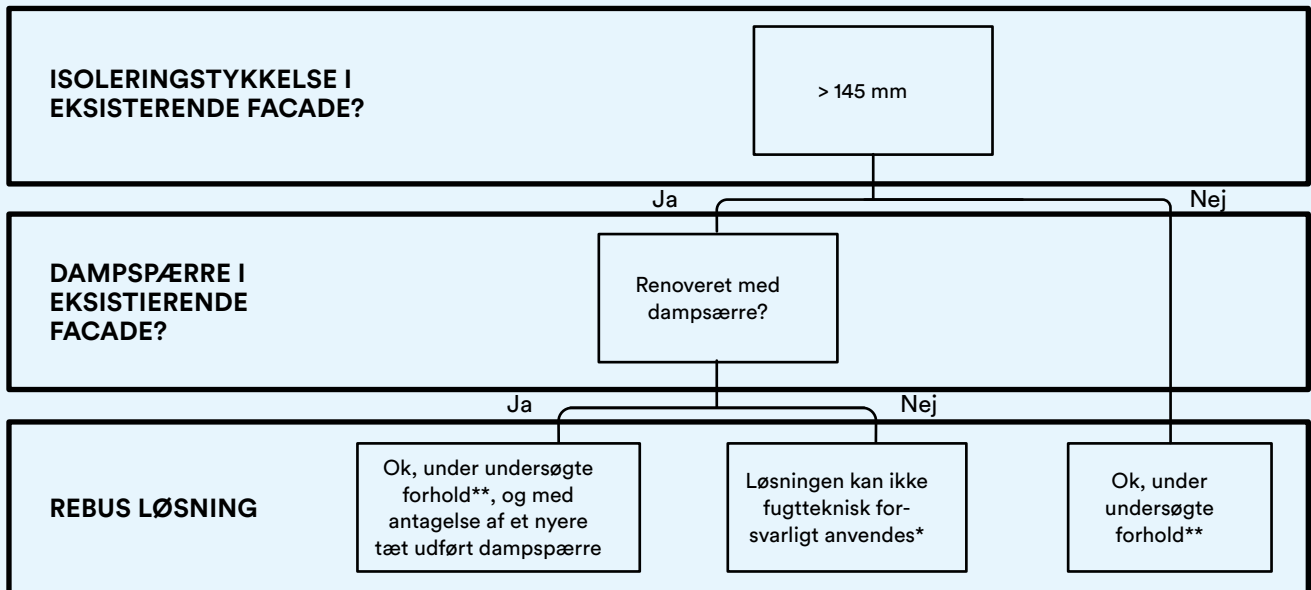 ISOLERINGSTYKKELSE I
EKSISTERENDE FACADE?
> 145 mm
Ja
Nej
DAMPSPÆRRE I
EKSISTIERENDE
FACADE?
Renoveret med
dampsærre?
Ja
Nej
REBUS LØSNING
Ok, under undersøgte
forhold**, og med
antagelse af et nyere
tæt udført dampspærre
Løsningen kan ikke
fugtteknisk for-
svarligt anvendes*
Ok, under
undersøgte
forhold**